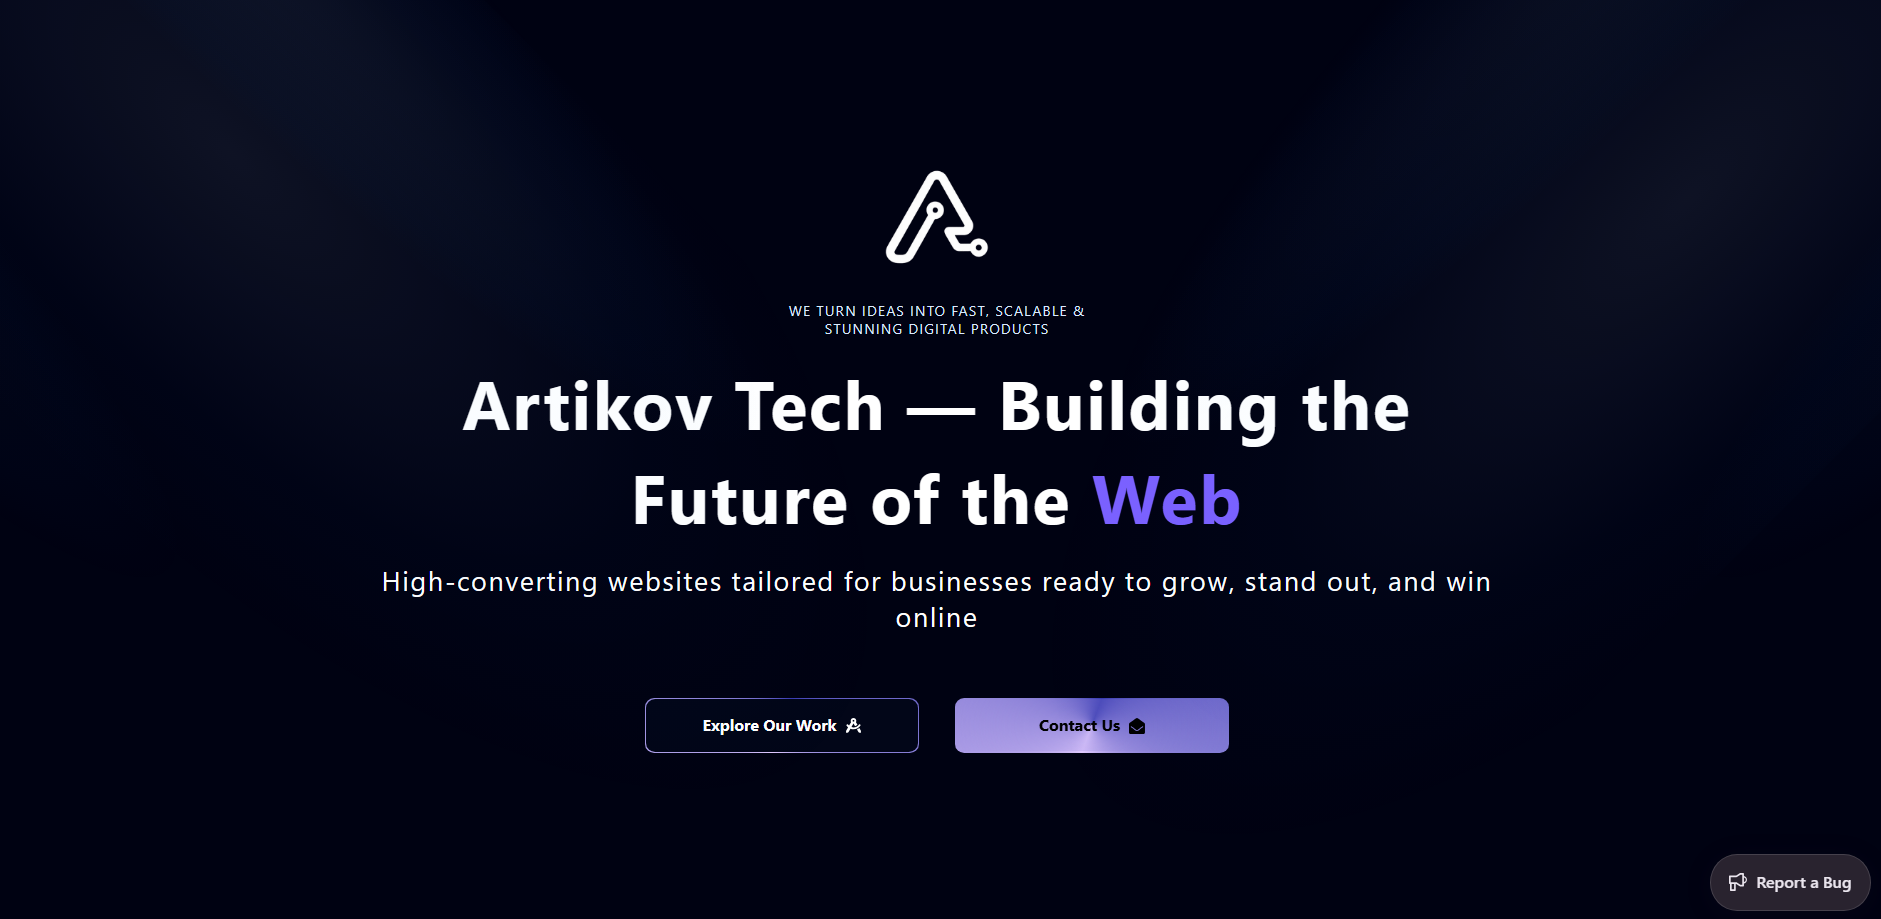 WE TURN IDEAS INTO FAST, SCALABLE &
STUNNING DIGITAL PRODUCTS
Artikov Tech — Building the
Future of the Web
High-converting websites tailored for businesses ready to grow, stand out, and win
online
Explore Our Work
Contact Us
Report a Bug